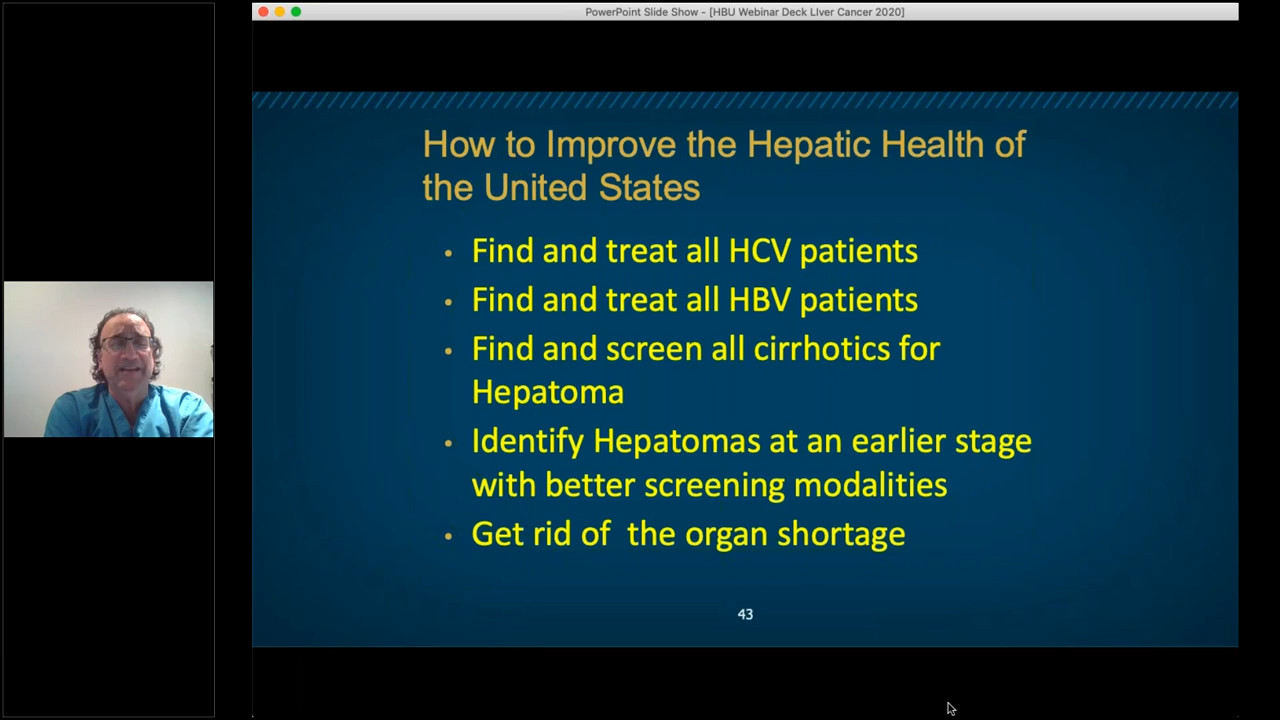 PowerPoint Slide Show - [HBU Webinar Deck LIver Cancer 2020]
How to Improve the Hepatic Health of
the United States
• Find and treat all HCV patients
• Find and treat all HBV patients
• Find and screen all cirrhotics for
Hepatoma
• Identify Hepatomas at an earlier stage
with better screening modalities
• Get rid of  the organ shortage
43